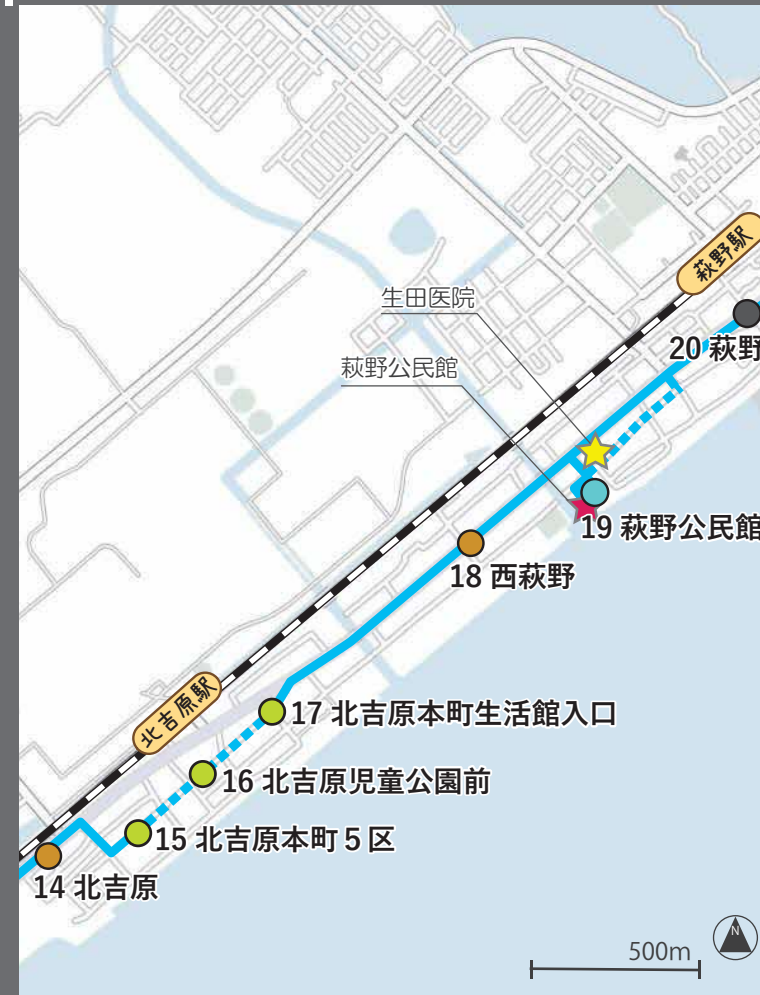 萩野駅
生田医院
20 萩野
萩野公民館
19 萩野公民館
18 西萩野
北吉原駅
17 北吉原本町生活館入口
16 北吉原児童公園前
15 北吉原本町5区
14 北吉原
N
500m